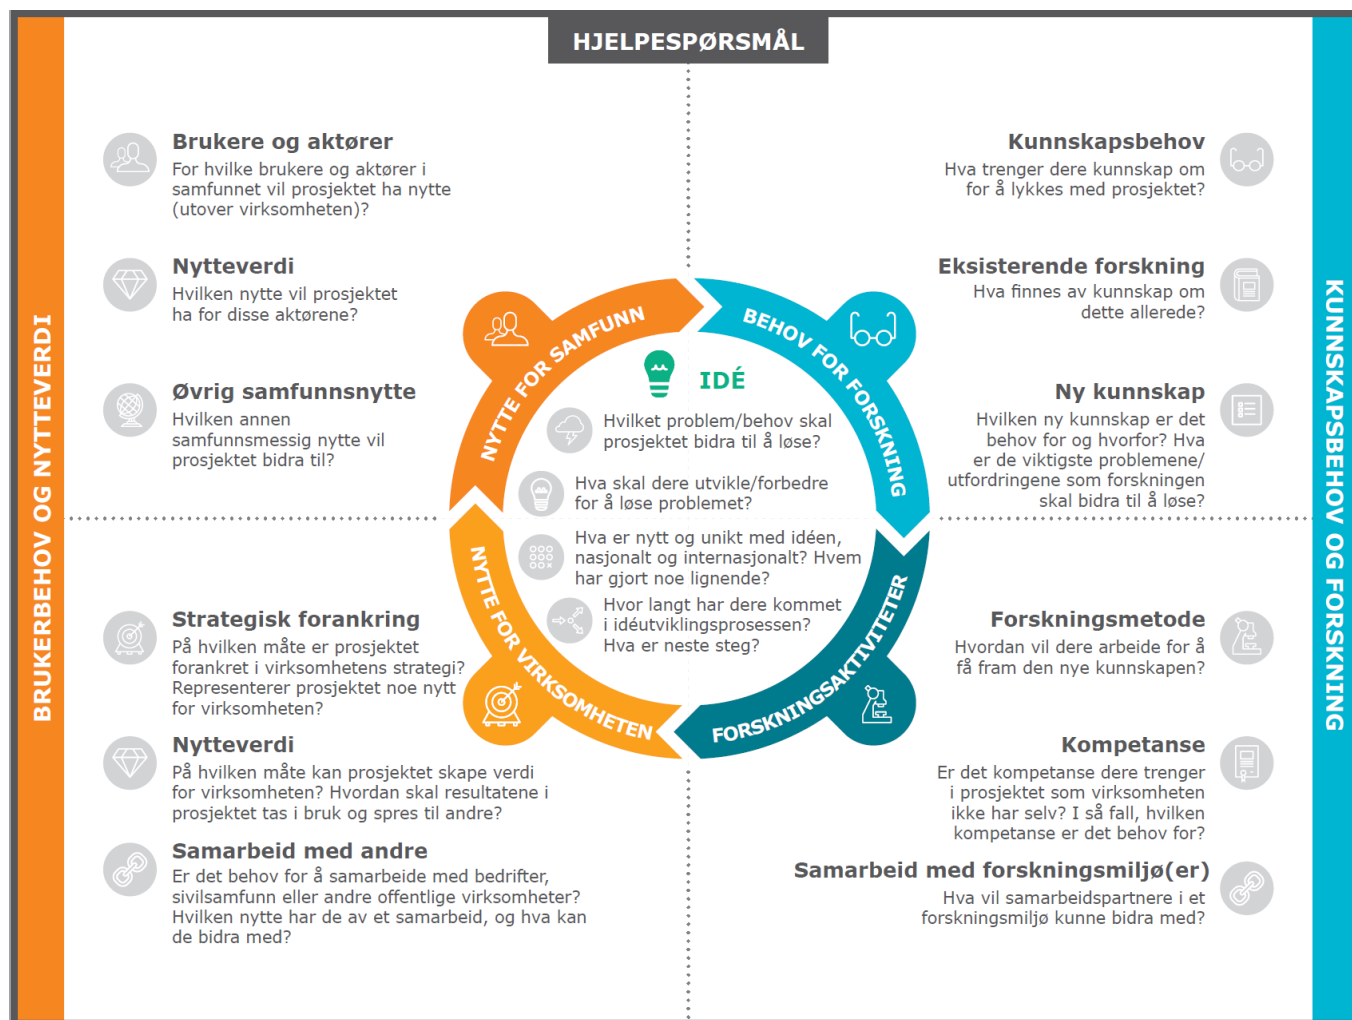 HJELPESPØRSMÅL
BRUKERBEHOV OG NYTTEVERDI
Brukere og aktører
For hvilke brukere og aktører i
samfunnet vil prosjektet ha nytte
(utover virksomheten)?
Nytteverdi
Hvilken nytte vil prosjektet
ha for disse aktørene?
Øvrig samfunnsnytte
Hvilken annen
samfunnsmessig nytte vil
prosjektet bidra til?
Strategisk forankring
På hvilken måte er prosjektet
forankret i virksomhetens strategi?
Representerer prosjektet noe nytt
for virksomheten?
Nytteverdi
På hvilken måte kan prosjektet skape verdi
for virksomheten? Hvordan skal resultatene i
prosjektet tas i bruk og spres til andre?
Samarbeid med andre
Er det behov for å samarbeide med bedrifter,
sivilsamfunn eller andre offentlige virksomheter?
Hvilken nytte har de av et samarbeid, og hva kan
de bidra med?
NYTTE FOR SAMFUNN
BEHOV FOR FORSKNING
FORSKNINGSAKTIVITETER
NYTTE FOR VIRKSOMHETEN
IDÉ
Hvilket problem/behov skal
prosjektet bidra til å løse?
Hva skal dere utvikle/forbedre
for å løse problemet?
Hva er nytt og unikt med idéen,
nasjonalt og internasjonalt? Hvem
har gjort noe lignende?
Hvor langt har dere kommet
i idéutviklingsprosessen?
Hva er neste steg?
Kunnskapsbehov
Hva trenger dere kunnskap om
for å lykkes med prosjektet?
Eksisterende forskning
Hva finnes av kunnskap om
dette allerede?
Ny kunnskap
Hvilken ny kunnskap er det
behov for og hvorfor? Hva
er de viktigste problemene/
utfordringene som forskningen
skal bidra til å løse?
Forskningsmetode
Hvordan vil dere arbeide for å
få fram den nye kunnskapen?
Kompetanse
Er det kompetanse dere trenger
i prosjektet som virksomheten
ikke har selv? I så fall, hvilken
kompetanse er det behov for?
Samarbeid med forskningsmiljø(er)
Hva vil samarbeidspartnere i et
forskningsmiljø kunne bidra med?
KUNNSKAPSBEHOV OG FORSKNING